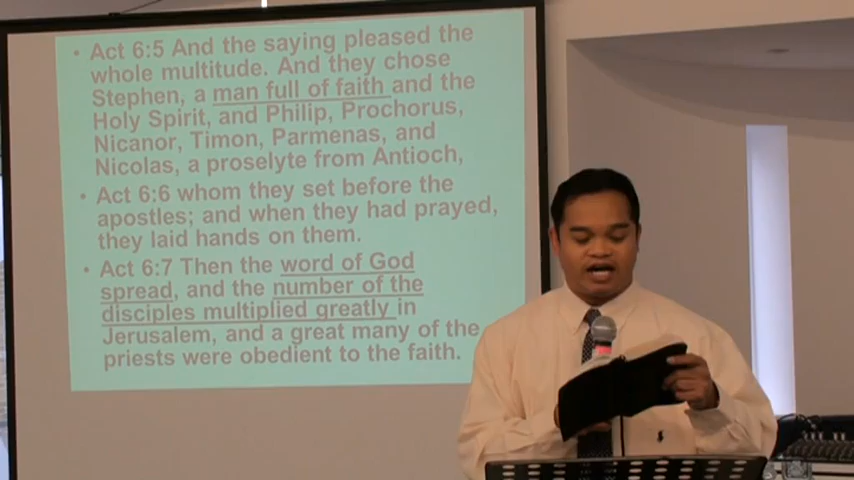 • Act 6:5 And the saying pleased the
whole multitude. And they chose
Stephen, a man full of faith and the
Holy Spirit, and Philip, Prochorus,
Nicanor, Timon, Parmenas, and
Nicolas, a proselyte from Antioch,
• Act 6:6 whom they set before the
apostles; and when they had prayed,
they laid hands on them.
• Act 6:7 Then the word of God
spread, and the number of the
disciples multiplied greatly in
Jerusalem, and a great many of the
priests were obedient to the faith.